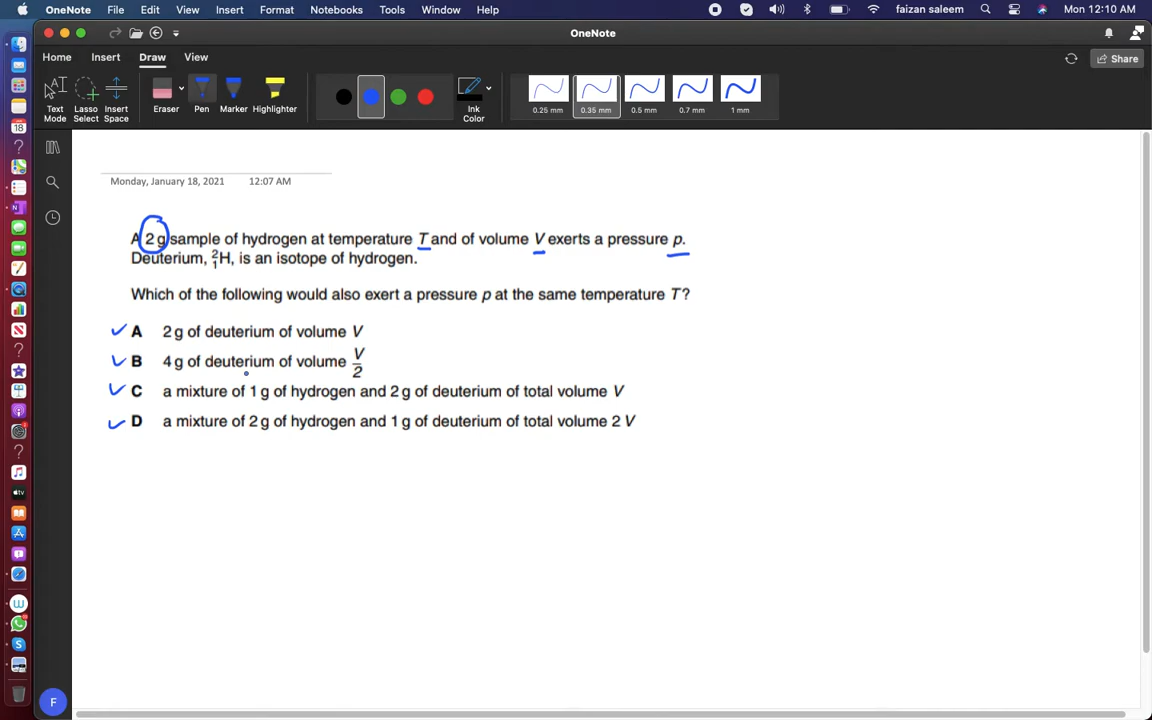 OneNote File Edit View Insert Format Notebooks Tools Window Help faizan saleem Mon 12:10 AM
OneNote
Home Insert Draw View
Share
Text Mode Lasso Select Insert Space Eraser Pen Marker Highlighter Ink Color 0.25 mm 0.35 mm 0.5 mm 0.7 mm 1 mm
Monday, January 18, 2021 12:07 AM
A 2 g sample of hydrogen at temperature T and of volume V exerts a pressure p.
Deuterium, ²₁H, is an isotope of hydrogen.
Which of the following would also exert a pressure p at the same temperature T?
A 2 g of deuterium of volume V
B 4 g of deuterium of volume V/2
C a mixture of 1 g of hydrogen and 2 g of deuterium of total volume V
D a mixture of 2 g of hydrogen and 1 g of deuterium of total volume 2 V
F